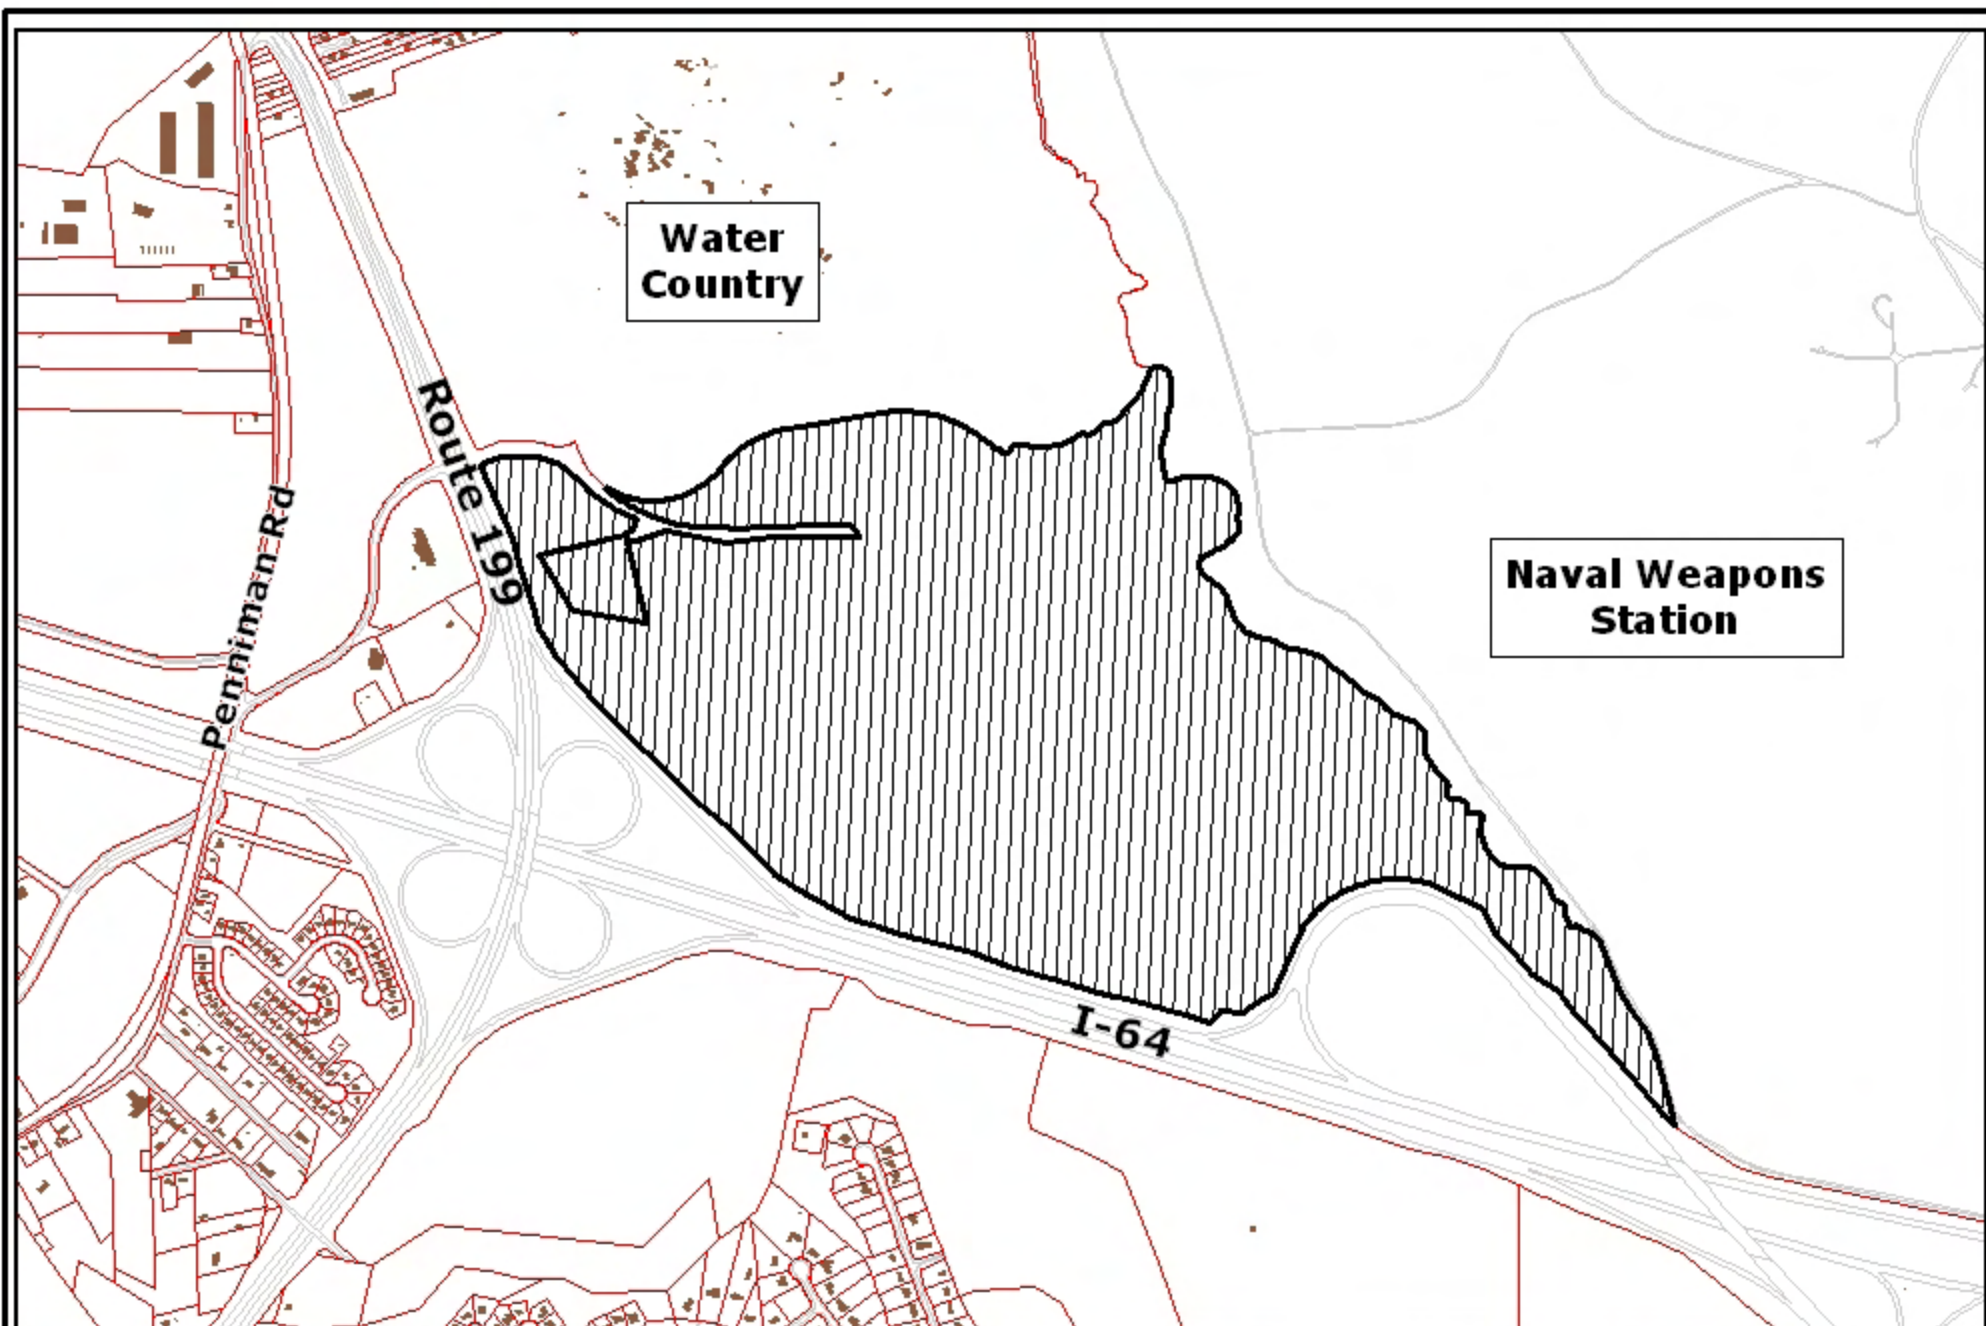 Water
Country
Route 199
Penniman Rd
Naval Weapons
Station
I-64